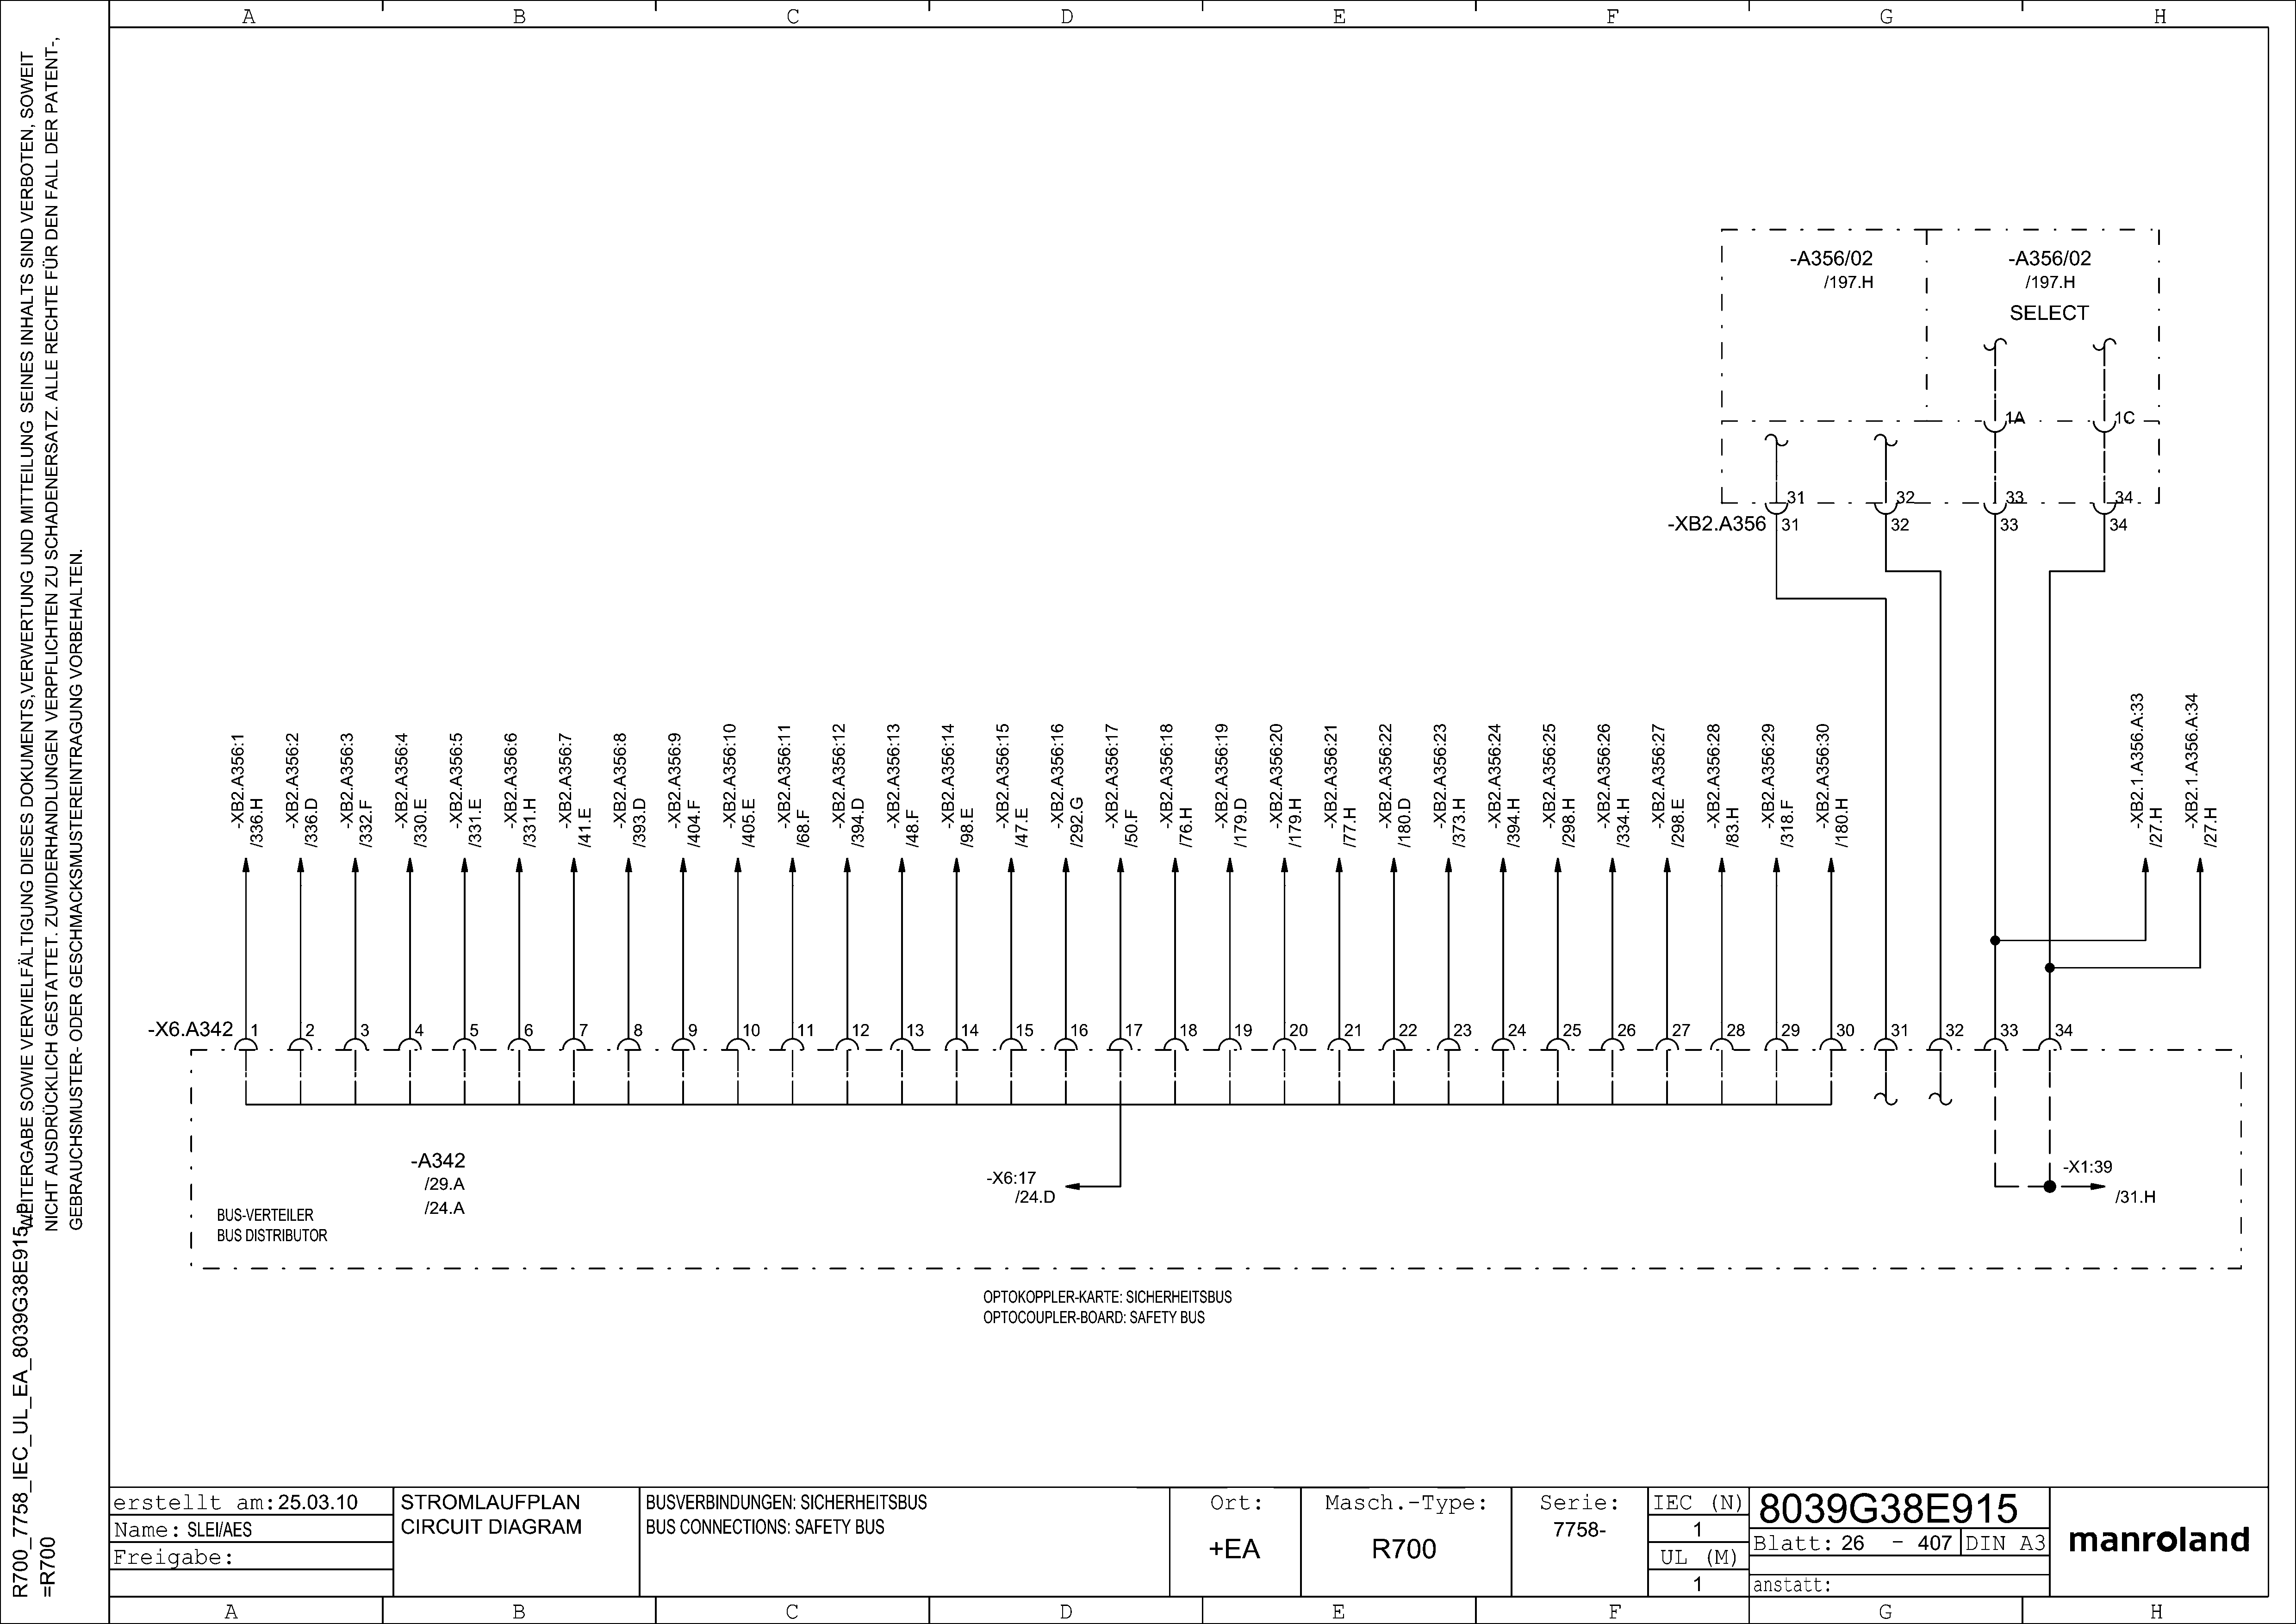 A B C D E F G H
WEITERGABE SOWIE VERVIELFÄLTIGUNG DIESES DOKUMENTS,VERWERTUNG UND MITTEILUNG SEINES INHALTS SIND VERBOTEN, SOWEIT
NICHT AUSDRÜCKLICH GESTATTET. ZUWIDERHANDLUNGEN VERPFLICHTEN ZU SCHADENERSATZ. ALLE RECHTE FÜR DEN FALL DER PATENT-,
GEBRAUCHSMUSTER- ODER GESCHMACKSMUSTEREINTRAGUNG VORBEHALTEN.
-A356/02 -A356/02
/197.H /197.H
SELECT
1A 1C
31 32 33 34
-XB2.A356 31 32 33 34
-XB2.A356:1
/336.H
-XB2.A356:2
/336.D
-XB2.A356:3
/332.F
-XB2.A356:4
/330.E
-XB2.A356:5
/331.E
-XB2.A356:6
/331.H
-XB2.A356:7
/41.E
-XB2.A356:8
/393.D
-XB2.A356:9
/404.F
-XB2.A356:10
/405.E
-XB2.A356:11
/68.F
-XB2.A356:12
/394.D
-XB2.A356:13
/48.F
-XB2.A356:14
/98.E
-XB2.A356:15
/47.E
-XB2.A356:16
/292.G
-XB2.A356:17
/50.F
-XB2.A356:18
/76.H
-XB2.A356:19
/179.D
-XB2.A356:20
/179.H
-XB2.A356:21
/77.H
-XB2.A356:22
/180.D
-XB2.A356:23
/373.H
-XB2.A356:24
/394.H
-XB2.A356:25
/298.H
-XB2.A356:26
/334.H
-XB2.A356:27
/298.E
-XB2.A356:28
/83.H
-XB2.A356:29
/318.F
-XB2.A356:30
/180.H
-XB2.1.A356.A:33
/27.H
-XB2.1.A356.A:34
/27.H
-X6.A342 1 2 3 4 5 6 7 8 9 10 11 12 13 14 15 16 17 18 19 20 21 22 23 24 25 26 27 28 29 30 31 32 33 34
-A342
/29.A
/24.A
-X6:17
/24.D
-X1:39
/31.H
BUS-VERTEILER
BUS DISTRIBUTOR
OPTOKOPPLER-KARTE: SICHERHEITSBUS
OPTOCOUPLER-BOARD: SAFETY BUS
=R700
erstellt am: 25.03.10
Name: SLEI/AES
Freigabe:
STROMLAUFPLAN
CIRCUIT DIAGRAM
BUSVERBINDUNGEN: SICHERHEITSBUS
BUS CONNECTIONS: SAFETY BUS
Ort:
+EA
Masch.-Type:
R700
Serie:
7758-
IEC (N)
1
UL (M)
1
8039G38E915
Blatt: 26 - 407 DIN A3
anstatt:
manroland
A B C D E F G H